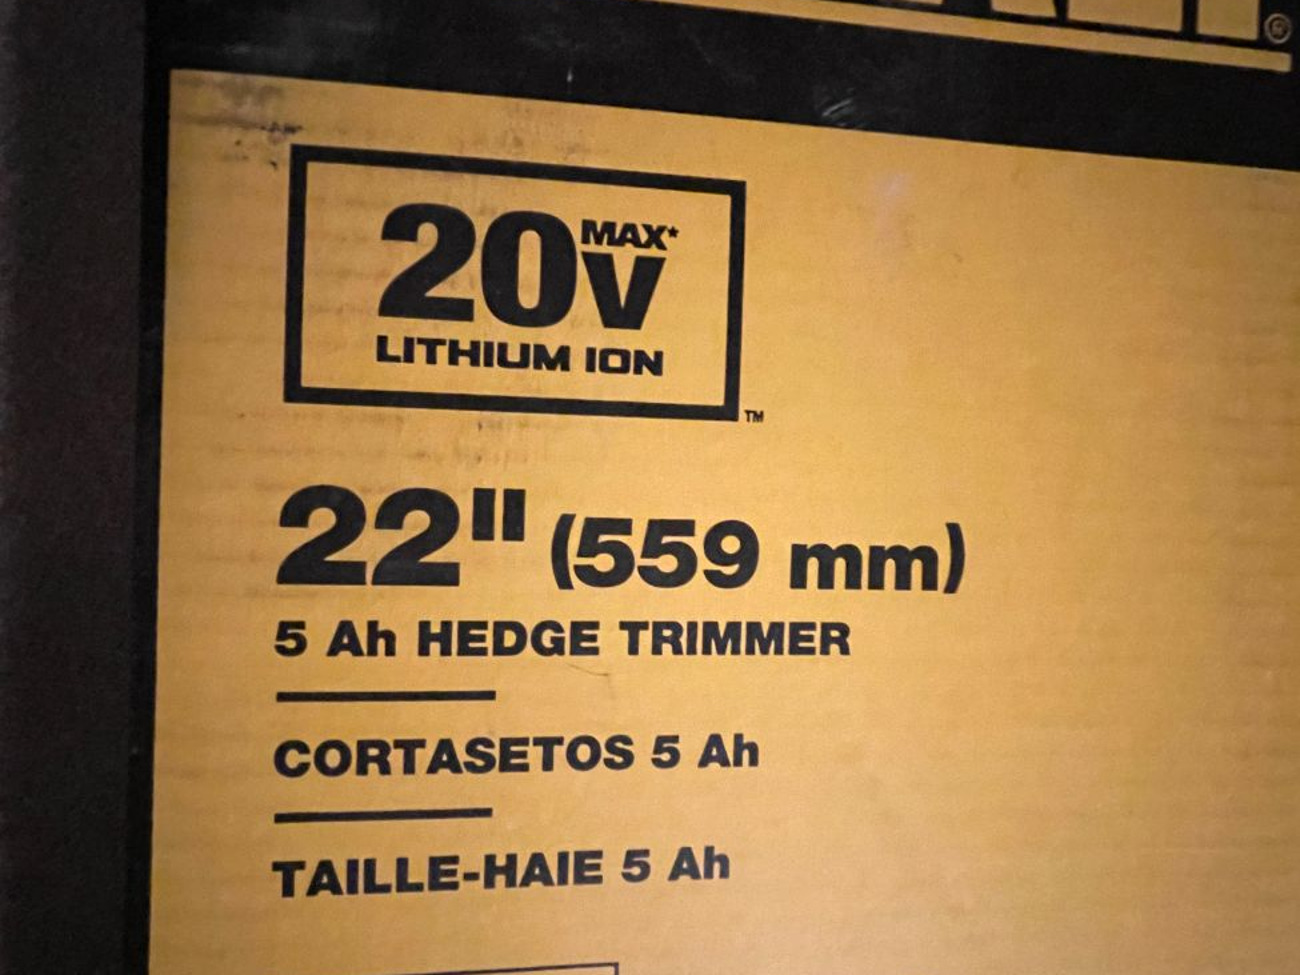 ®
20V MAX*
LITHIUM ION
TM
22" (559 mm)
5 Ah HEDGE TRIMMER
CORTASETOS 5 Ah
TAILLE-HAIE 5 Ah